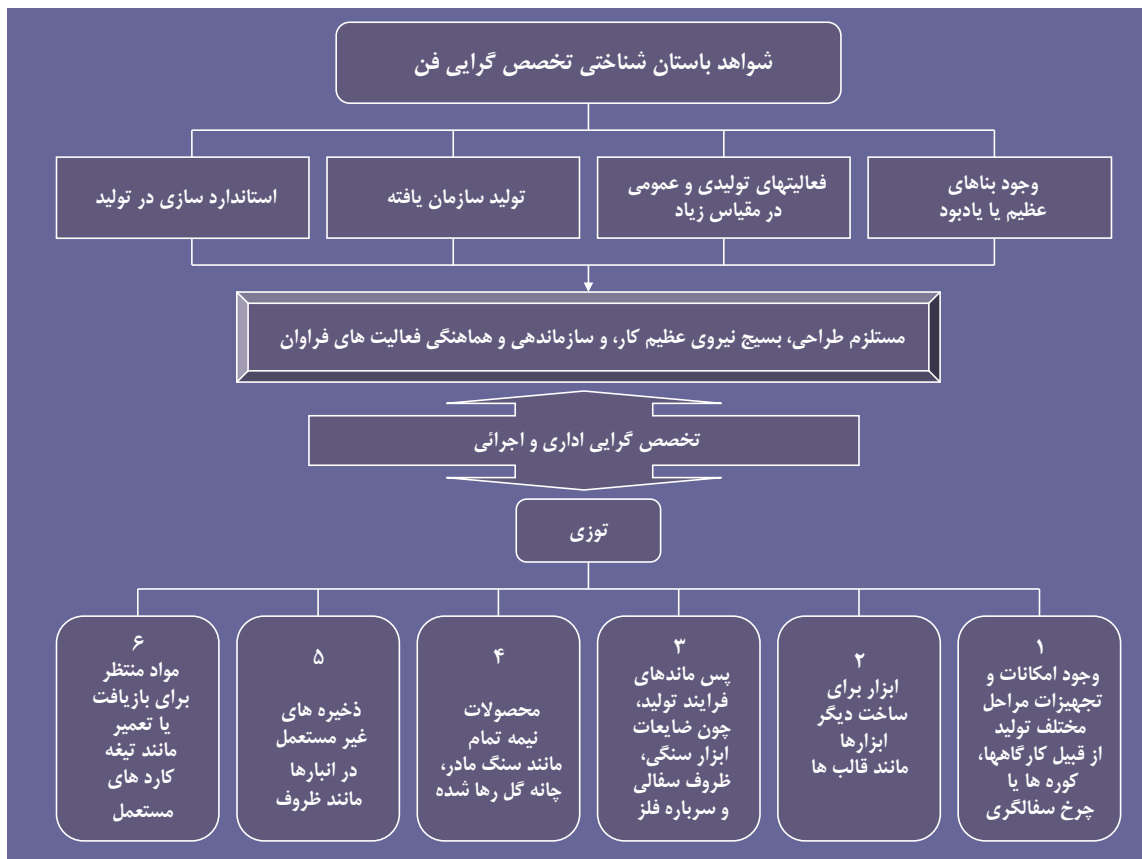 شواهد باستان شناختی تخصص گرایی فن
وجود بناهای
عظیم یا یادبود
فعالیتهای تولیدی و عمومی
در مقیاس زیاد
تولید سازمان یافته
استاندارد سازی در تولید
مستلزم طراحی، بسیج نیروی عظیم کار، و سازماندهی و هماهنگی فعالیت های فراوان
تخصص گرایی اداری و اجرائی
توزی
۱
وجود امکانات و
تجهیزات مراحل
مختلف تولید
از قبیل کارگاهها،
کوره ها یا
چرخ سفالگری
۲
ابزار برای
ساخت دیگر
ابزارها
مانند قالب ها
۳
پس ماندهای
فرایند تولید،
چون ضایعات
ابزار سنگی،
ظروف سفالی
و سرباره فلز
۴
محصولات
نیمه تمام
مانند سنگ مادر،
چانه گل رها شده
۵
ذخیره های
غیر مستعمل
در انبارها
مانند ظروف
۶
مواد منتظر
برای بازیافت
یا تعمیر
مانند تیغه
کارد های
مستعمل